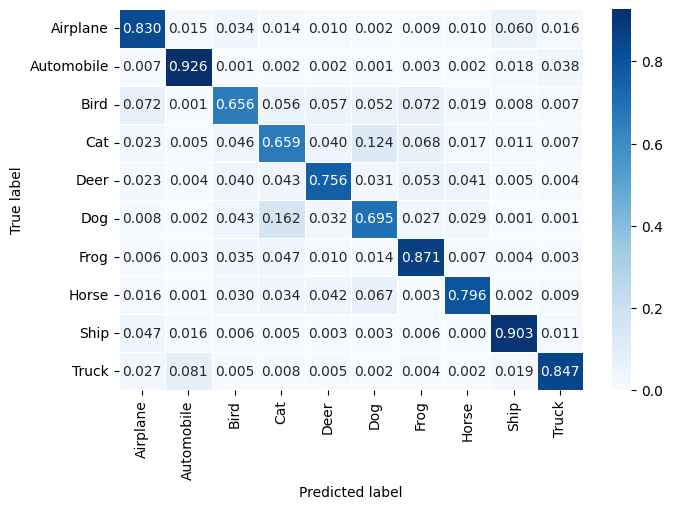 Airplane 0.830 0.015 0.034 0.014 0.010 0.002 0.009 0.010 0.060 0.016
Automobile 0.007 0.926 0.001 0.002 0.002 0.001 0.003 0.002 0.018 0.038
Bird 0.072 0.001 0.656 0.056 0.057 0.052 0.072 0.019 0.008 0.007
Cat 0.023 0.005 0.046 0.659 0.040 0.124 0.068 0.017 0.011 0.007
Deer 0.023 0.004 0.040 0.043 0.756 0.031 0.053 0.041 0.005 0.004
Dog 0.008 0.002 0.043 0.162 0.032 0.695 0.027 0.029 0.001 0.001
Frog 0.006 0.003 0.035 0.047 0.010 0.014 0.871 0.007 0.004 0.003
Horse 0.016 0.001 0.030 0.034 0.042 0.067 0.003 0.796 0.002 0.009
Ship 0.047 0.016 0.006 0.005 0.003 0.003 0.006 0.000 0.903 0.011
Truck 0.027 0.081 0.005 0.008 0.005 0.002 0.004 0.002 0.019 0.847
Airplane Automobile Bird Cat Deer Dog Frog Horse Ship Truck
Predicted label
True label
0.8
0.6
0.4
0.2
0.0